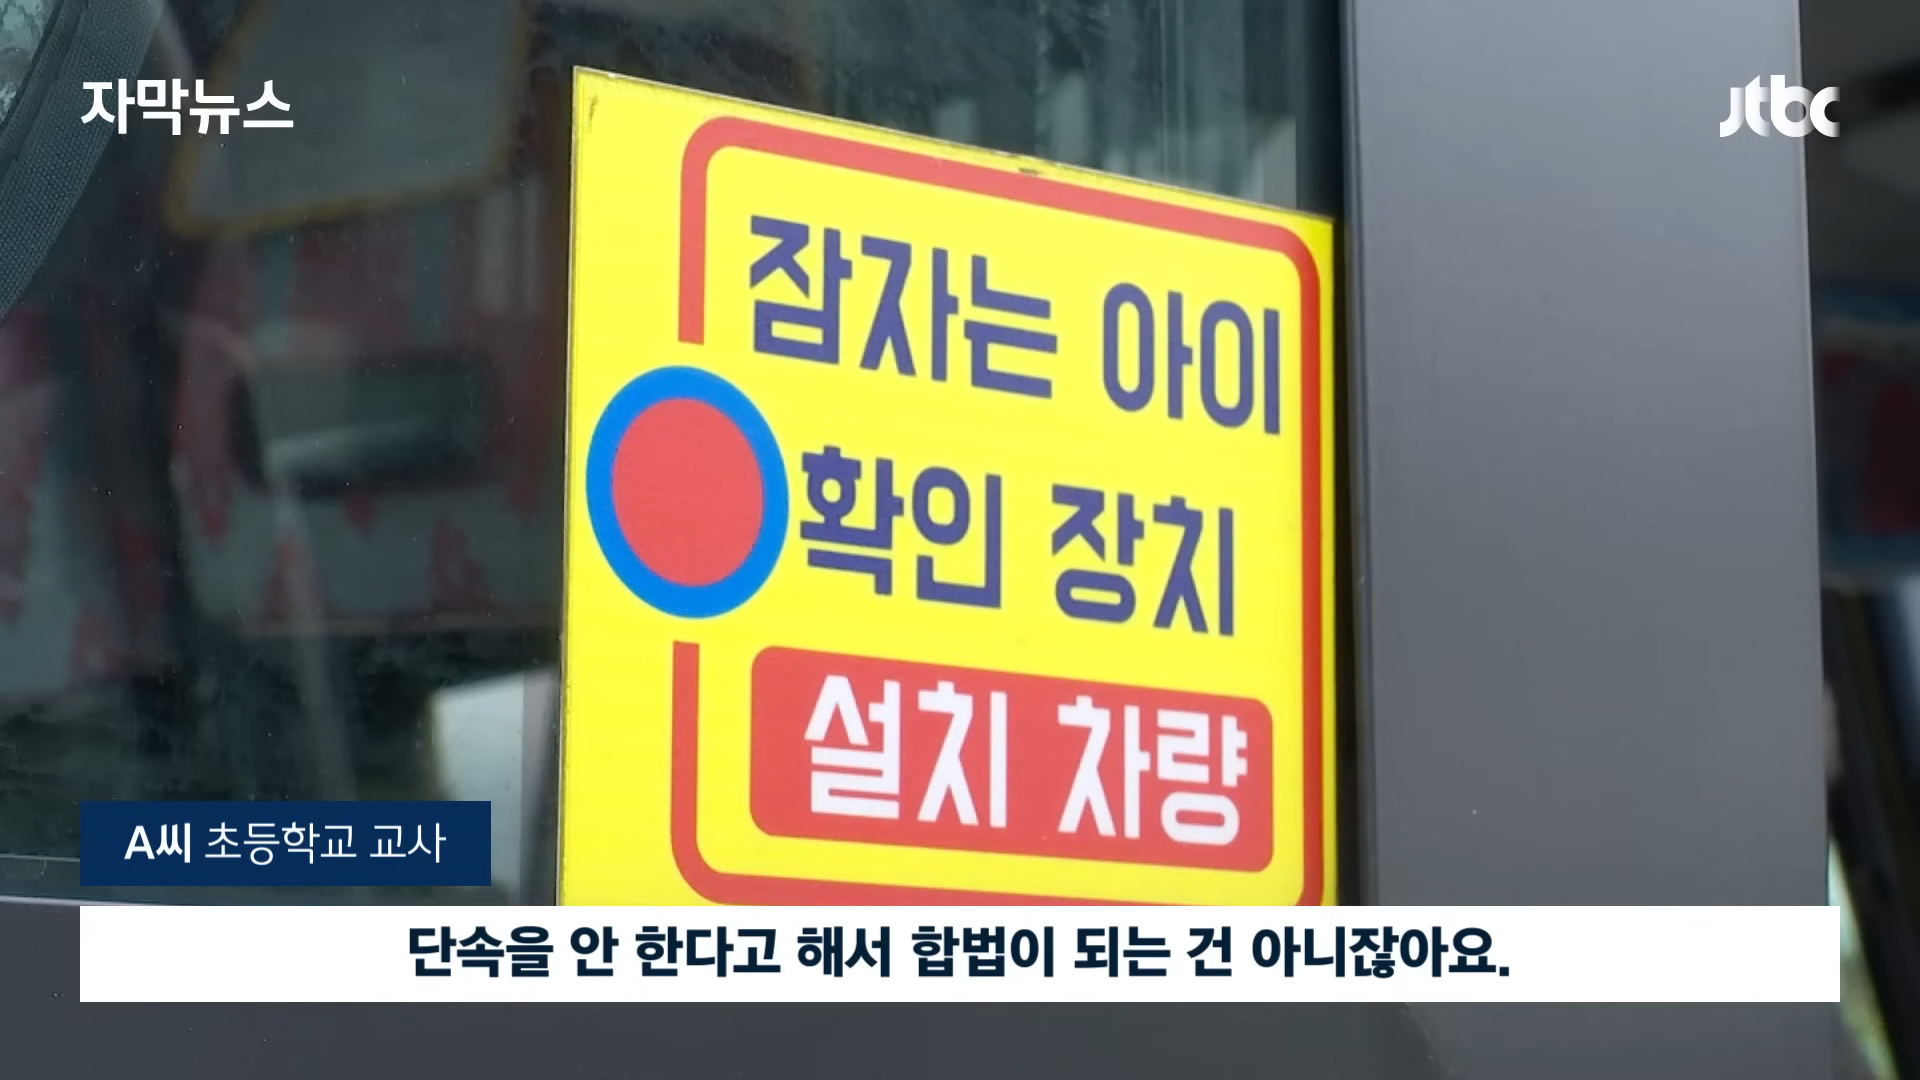 자막뉴스
jtbc
잠자는 아이
확인 장치
설치 차량
A씨 초등학교 교사
단속을 안 한다고 해서 합법이 되는 건 아니잖아요.